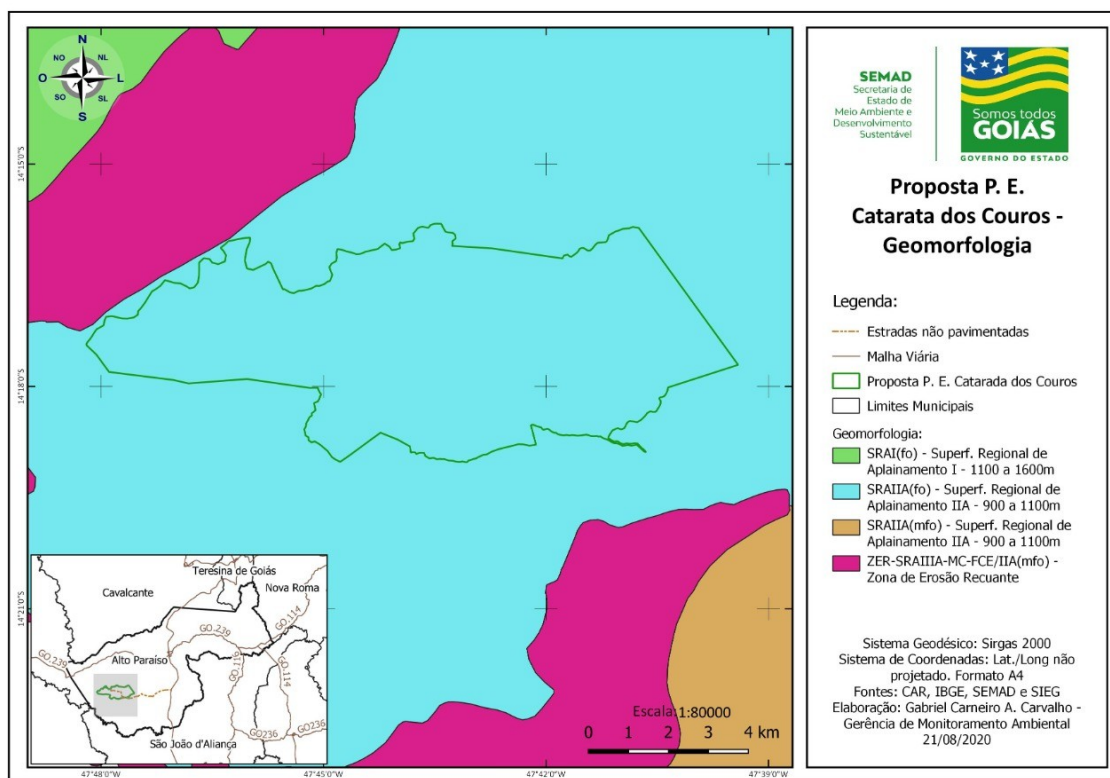 N
NO
NL
O
L
SO
SL
S
14°15'0"S
14°18'0"S
14°21'0"S
Teresina de Goiás
Cavalcante
Nova Roma
GO.114
GO.239
GO.239
Alto Paraíso
GO.118
GO.114
GO236
GO236
São João d'Aliança
Escala:1:80000
0 1 2 3 4 km
47°48'0"W
47°45'0"W
47°42'0"W
47°39'0"W
SEMAD
Secretaria de
Estado de
Meio Ambiente e
Desenvolvimento
Sustentável
Somos todos
GOIÁS
GOVERNO DO ESTADO
Proposta P. E.
Catarata dos Couros -
Geomorfologia
Legenda:
Estradas não pavimentadas
Malha Viária
Proposta P. E. Catarada dos Couros
Limites Municipais
Geomorfologia:
SRAI(fo) - Superf. Regional de
Aplainamento I - 1100 a 1600m
SRAIIA(fo) - Superf. Regional de
Aplainamento IIA - 900 a 1100m
SRAIIA(mfo) - Superf. Regional de
Aplainamento IIA - 900 a 1100m
ZER-SRAIIIA-MC-FCE/IIA(mfo) -
Zona de Erosão Recuante
Sistema Geodésico: Sirgas 2000
Sistema de Coordenadas: Lat./Long não
projetado. Formato A4
Fontes: CAR, IBGE, SEMAD e SIEG
Elaboração: Gabriel Carneiro A. Carvalho -
Gerência de Monitoramento Ambiental
21/08/2020